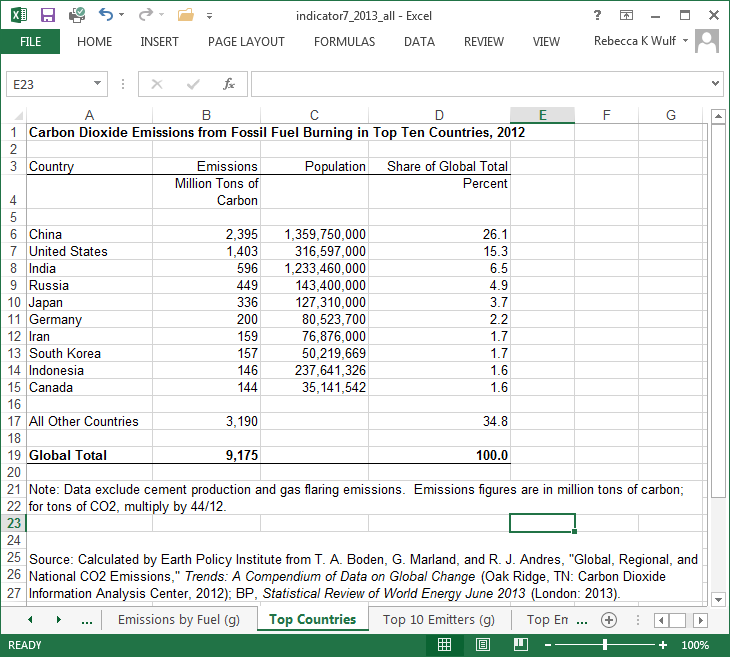 indicator7_2013_all - Excel
?
FILE HOME INSERT PAGE LAYOUT FORMULAS DATA REVIEW VIEW Rebecca K Wulf
E23 fx
A B C D E F G
1 Carbon Dioxide Emissions from Fossil Fuel Burning in Top Ten Countries, 2012
2
3 Country Emissions Population Share of Global Total
Million Tons of Percent
4 Carbon
5
6 China 2,395 1,359,750,000 26.1
7 United States 1,403 316,597,000 15.3
8 India 596 1,233,460,000 6.5
9 Russia 449 143,400,000 4.9
10 Japan 336 127,310,000 3.7
11 Germany 200 80,523,700 2.2
12 Iran 159 76,876,000 1.7
13 South Korea 157 50,219,669 1.7
14 Indonesia 146 237,641,326 1.6
15 Canada 144 35,141,542 1.6
16
17 All Other Countries 3,190 34.8
18
19 Global Total 9,175 100.0
20
21 Note: Data exclude cement production and gas flaring emissions. Emissions figures are in million tons of carbon;
22 for tons of CO2, multiply by 44/12.
23
24
25 Source: Calculated by Earth Policy Institute from T. A. Boden, G. Marland, and R. J. Andres, "Global, Regional, and
26 National CO2 Emissions," Trends: A Compendium of Data on Global Change (Oak Ridge, TN: Carbon Dioxide
27 Information Analysis Center, 2012); BP, Statistical Review of World Energy June 2013 (London: 2013).
... Emissions by Fuel (g) Top Countries Top 10 Emitters (g) Top Em ...
READY 100%